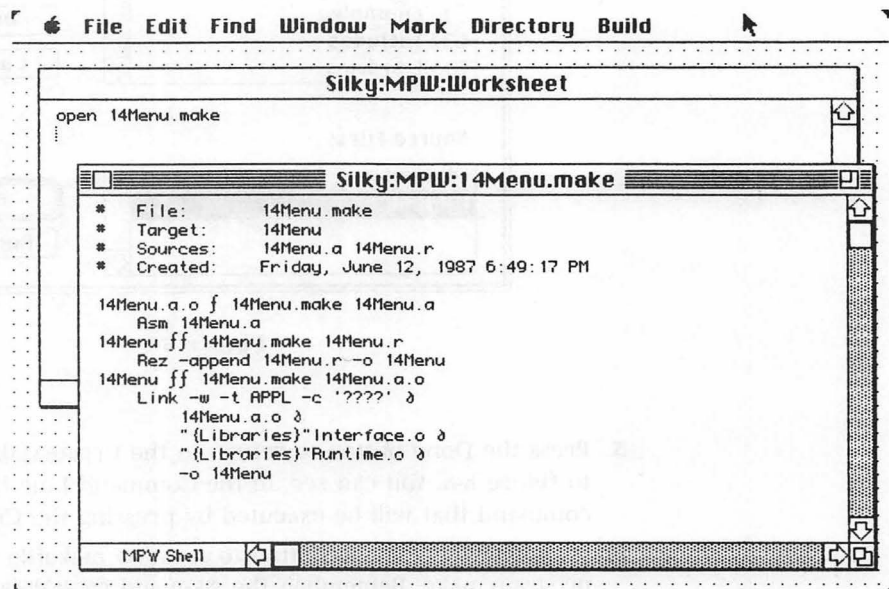 File Edit Find Window Mark Directory Build
Silky:MPW:Worksheet
open 14Menu.make
Silky:MPW:14Menu.make
# File: 14Menu.make
# Target: 14Menu
# Sources: 14Menu.a 14Menu.r
# Created: Friday, June 12, 1987 6:49:17 PM
14Menu.a.o ƒ 14Menu.make 14Menu.a
Asm 14Menu.a
14Menu ƒƒ 14Menu.make 14Menu.r
Rez -append 14Menu.r -o 14Menu
14Menu ƒƒ 14Menu.make 14Menu.a.o
Link -w -t APPL -c '????' ∂
14Menu.a.o ∂
"{Libraries}"Interface.o ∂
"{Libraries}"Runtime.o ∂
-o 14Menu
MPW Shell